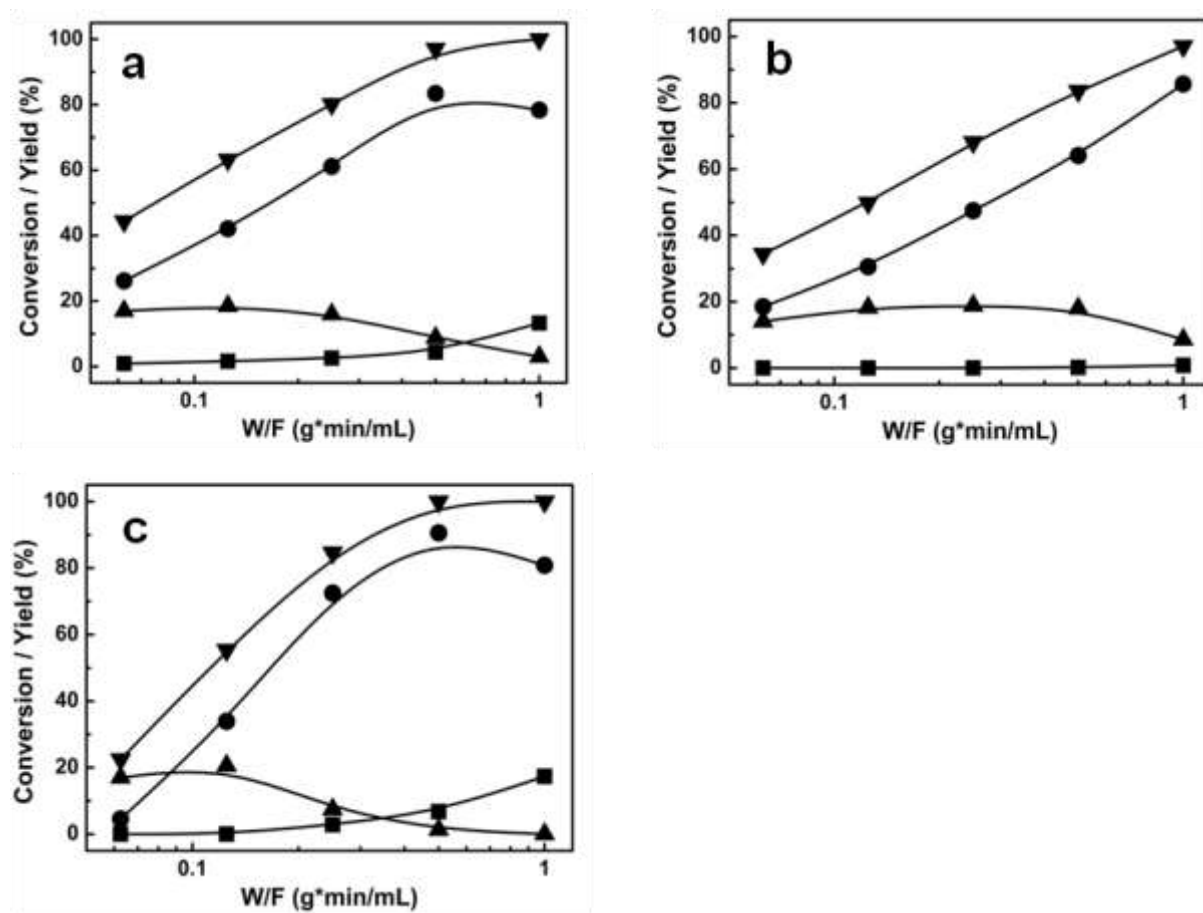 a
Conversion / Yield (%)
100
80
60
40
20
0
0.1
1
W/F (g*min/mL)
b
Conversion / Yield (%)
100
80
60
40
20
0
0.1
1
W/F (g*min/mL)
c
Conversion / Yield (%)
100
80
60
40
20
0
0.1
1
W/F (g*min/mL)